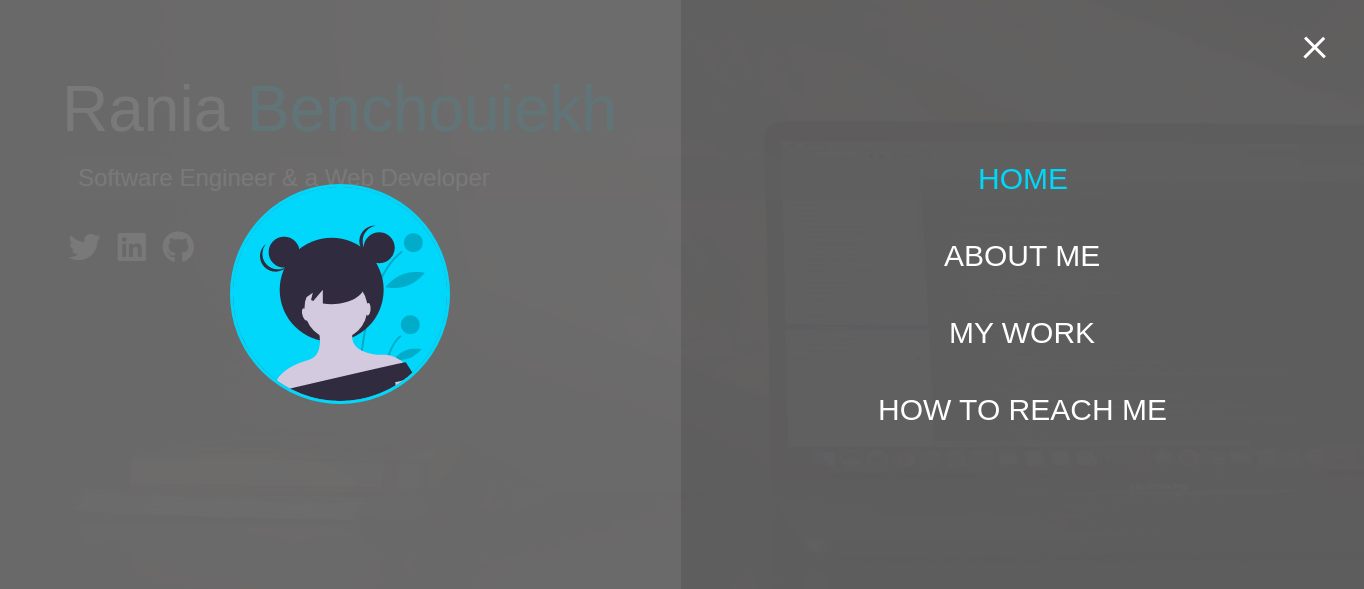 Rania Benchouiekh
Software Engineer & a Web Developer
HOME
ABOUT ME
MY WORK
HOW TO REACH ME